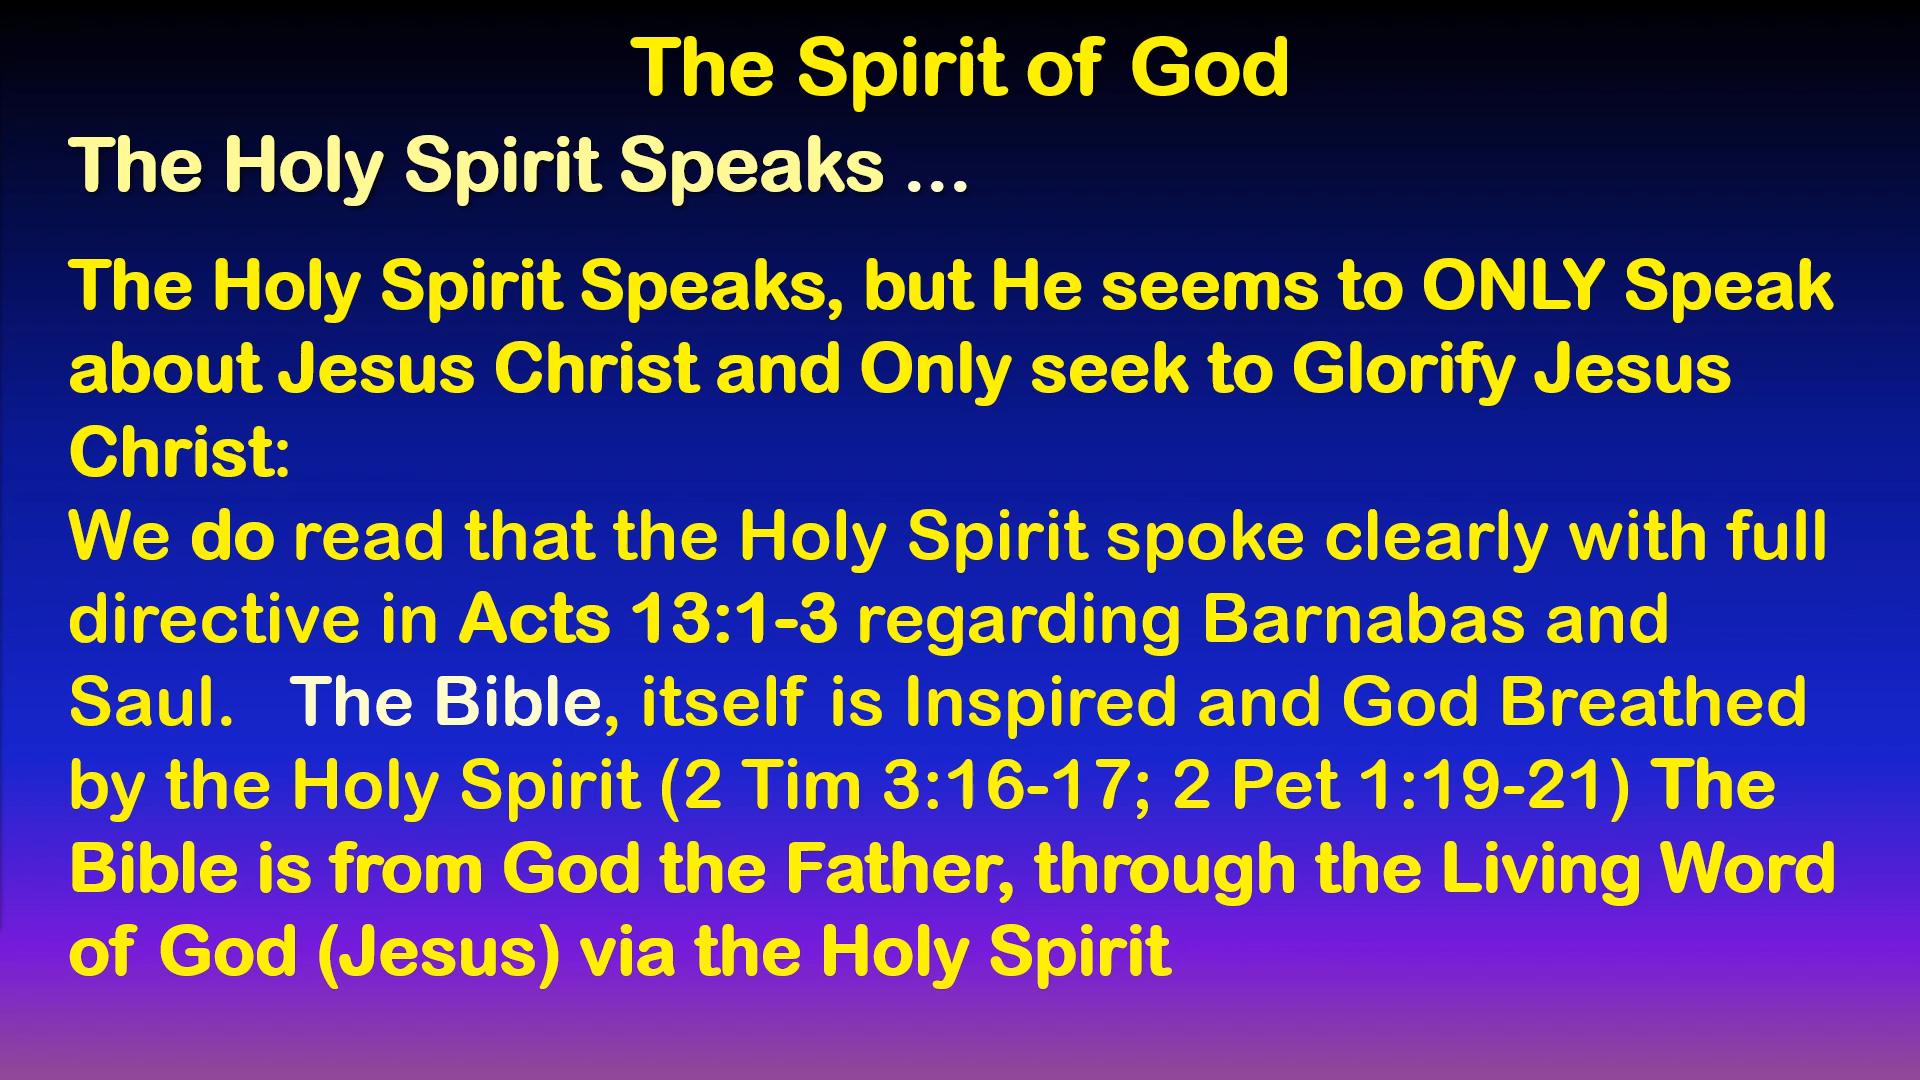 The Spirit of God
The Holy Spirit Speaks ...
The Holy Spirit Speaks, but He seems to ONLY Speak
about Jesus Christ and Only seek to Glorify Jesus
Christ:
We do read that the Holy Spirit spoke clearly with full
directive in Acts 13:1-3 regarding Barnabas and
Saul. The Bible, itself is Inspired and God Breathed
by the Holy Spirit (2 Tim 3:16-17; 2 Pet 1:19-21) The
Bible is from God the Father, through the Living Word
of God (Jesus) via the Holy Spirit